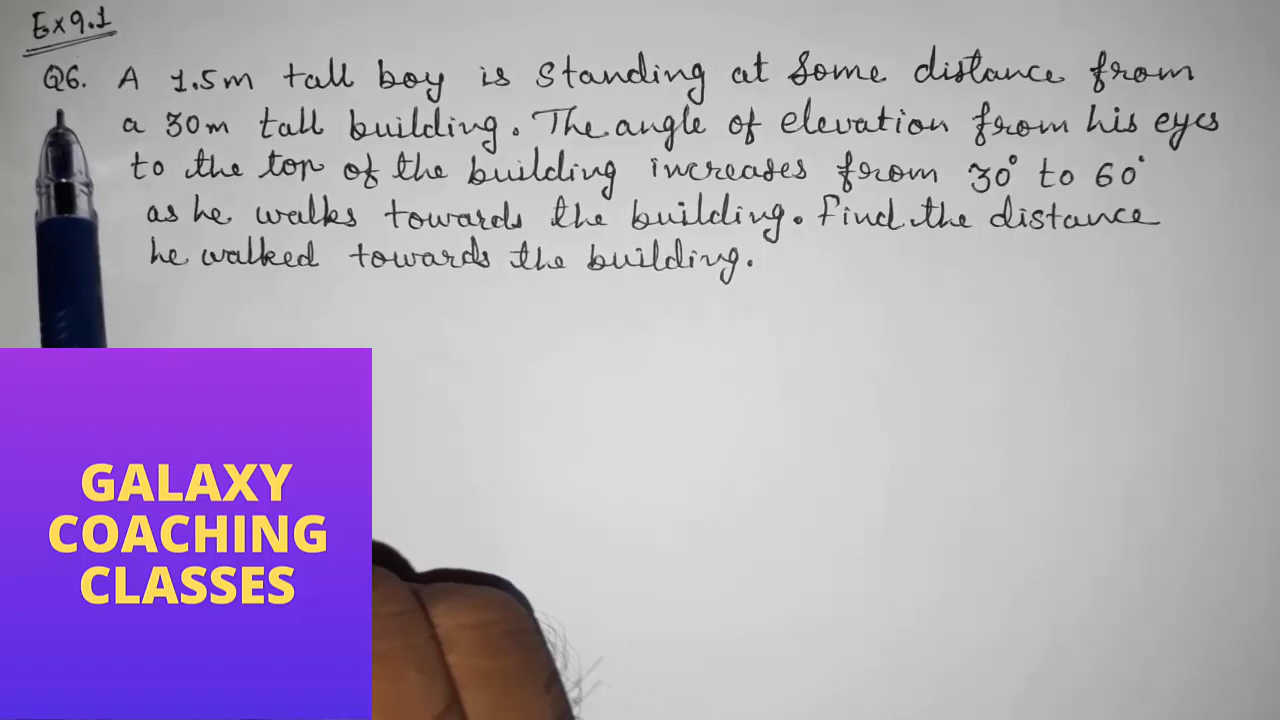 Ex 9.1
Q6. A 1.5m tall boy is standing at some distance from
a 30m tall building. The angle of elevation from his eyes
to the top of the building increases from 30° to 60°
as he walks towards the building. Find the distance
he walked towards the building.
GALAXY
COACHING
CLASSES